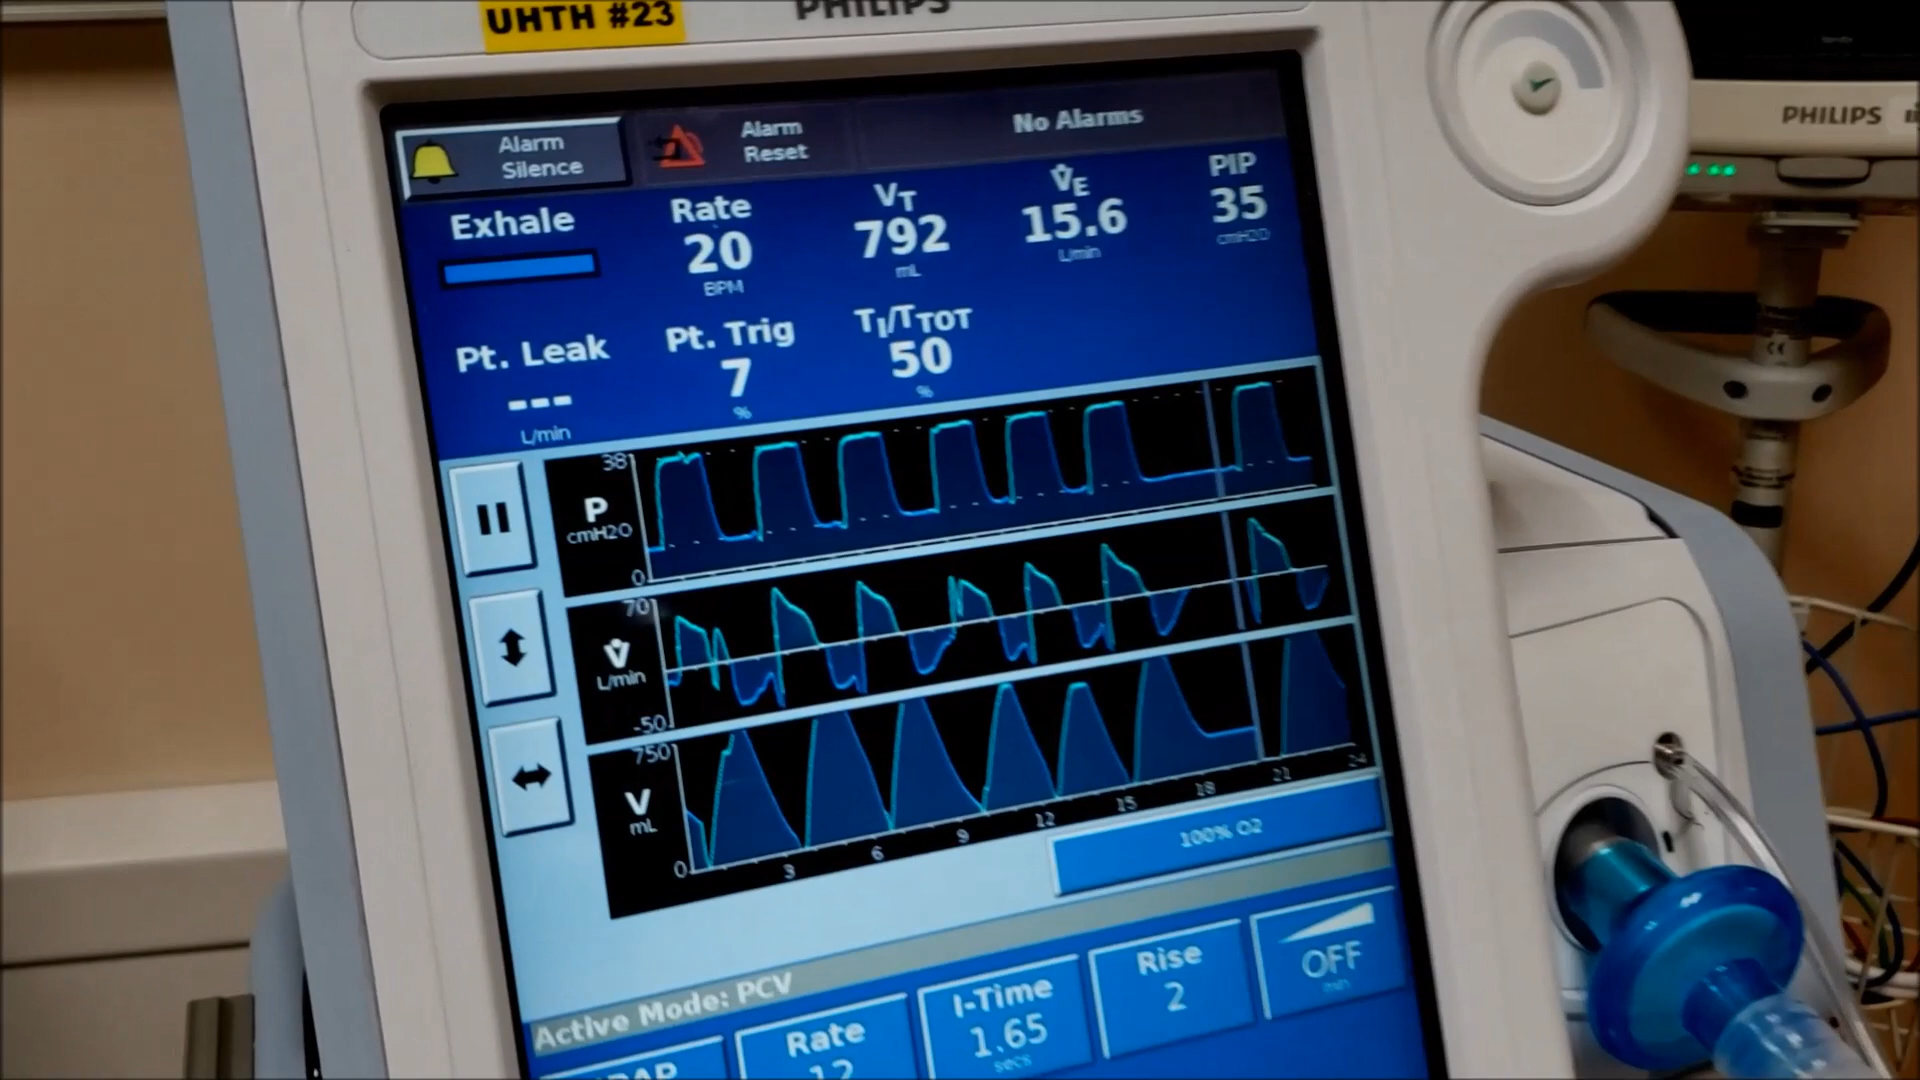 UHTH #23
PHILIPS
PHILIPS
Alarm Silence
Alarm Reset
No Alarms
Exhale
Rate
20
BPM
VT
792
mL
V̇E
15.6
L/min
PIP
35
cmH2O
Pt. Leak
---
L/min
Pt. Trig
7
%
TI/TTOT
50
%
38
P
cmH2O
0
70
V̇
L/min
-50
750
V
mL
0
3 6 9 12 15 18 21 24
100% O2
Active Mode: PCV
Rate
12
I-Time
1.65
secs
Rise
2
OFF
min
CE